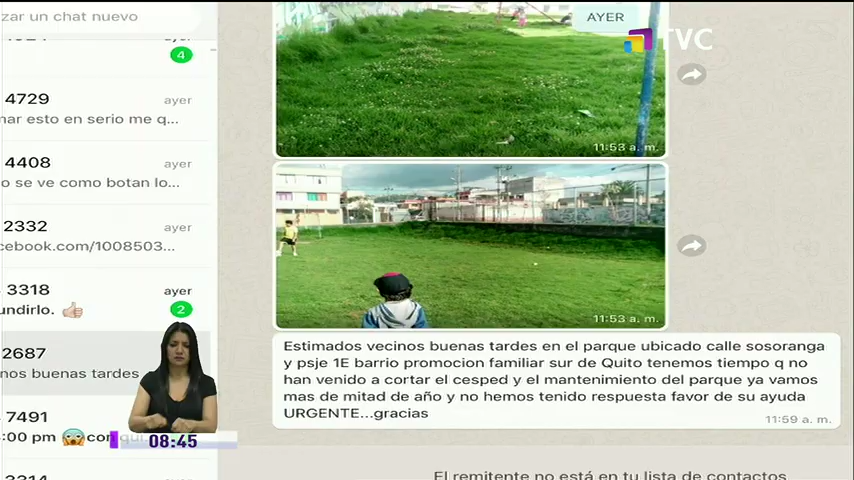 zar un chat nuevo
ayer
4
4729
ayer
nar esto en serio me q...
4408
ayer
o se ve como botan lo...
2332
ayer
cebook.com/1008503...
3318
ayer
undirlo.
2
2687
nos buenas tardes
7491
:00 pm
con
08:45
AYER
TVC
11:53 a. m.
11:53 a. m.
Estimados vecinos buenas tardes en el parque ubicado calle sosoranga
y psje 1E barrio promocion familiar sur de Quito tenemos tiempo q no
han venido a cortar el cesped y el mantenimiento del parque ya vamos
mas de mitad de año y no hemos tenido respuesta favor de su ayuda
URGENTE...gracias
11:59 a. m.
El remitente no está en tu lista de contactos